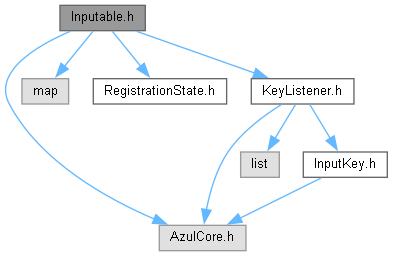 Inputable.h
map
RegistrationState.h
KeyListener.h
list
InputKey.h
AzulCore.h